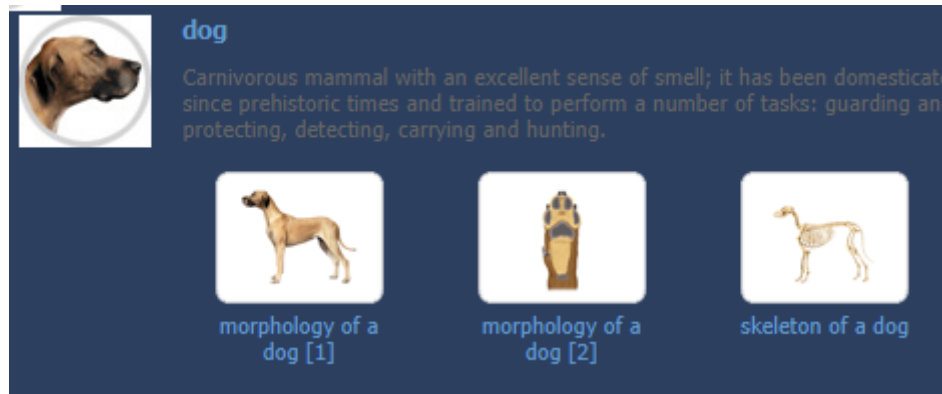 dog
Carnivorous mammal with an excellent sense of smell; it has been domesticat
since prehistoric times and trained to perform a number of tasks: guarding an
protecting, detecting, carrying and hunting.
morphology of a
dog [1]
morphology of a
dog [2]
skeleton of a dog